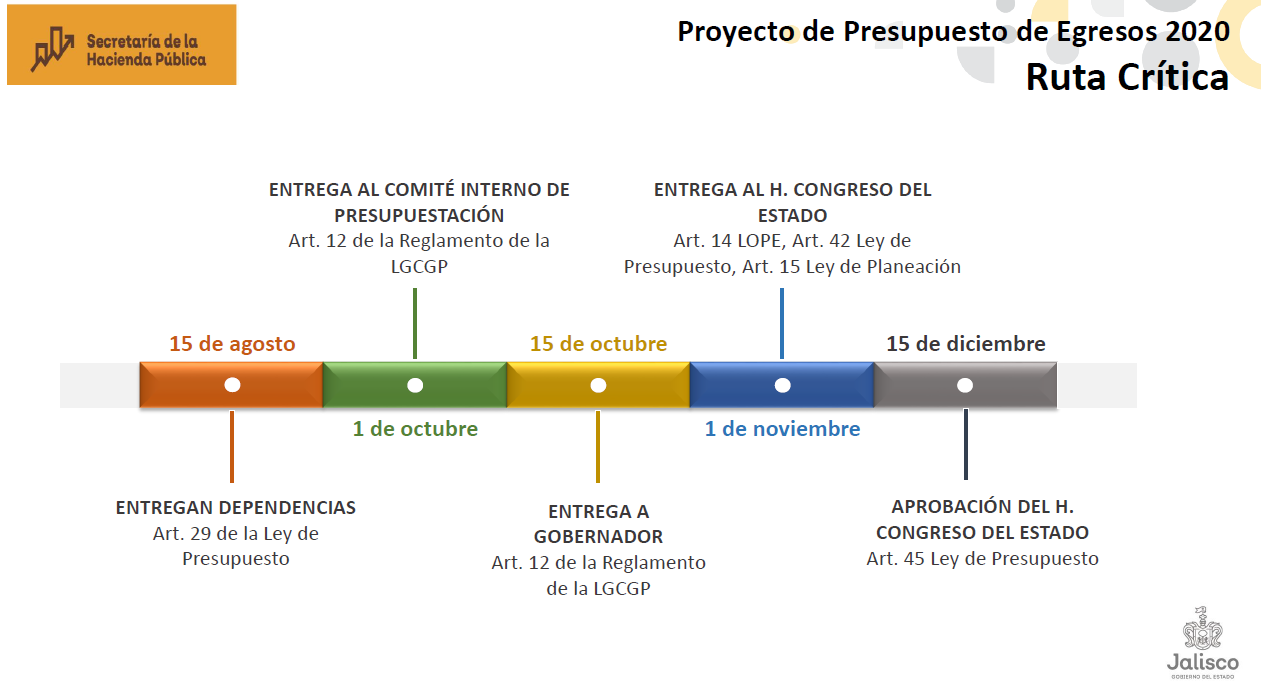 Secretaría de la
Hacienda Pública
Proyecto de Presupuesto de Egresos 2020
Ruta Crítica
ENTREGA AL COMITÉ INTERNO DE
PRESUPUESTACIÓN
Art. 12 de la Reglamento de la
LGCGP
ENTREGA AL H. CONGRESO DEL
ESTADO
Art. 14 LOPE, Art. 42 Ley de
Presupuesto, Art. 15 Ley de Planeación
15 de agosto
15 de octubre
15 de diciembre
1 de octubre
1 de noviembre
ENTREGAN DEPENDENCIAS
Art. 29 de la Ley de
Presupuesto
ENTREGA A
GOBERNADOR
Art. 12 de la Reglamento
de la LGCGP
APROBACIÓN DEL H.
CONGRESO DEL ESTADO
Art. 45 Ley de Presupuesto
Jalisco
GOBIERNO DEL ESTADO